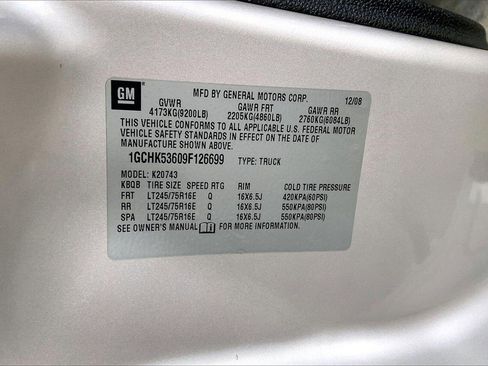 GM
MFD BY GENERAL MOTORS CORP. 12/08
GVWR GAWR FRT GAWR RR
4173KG(9200LB) 2205KG(4860LB) 2760KG(6084LB)
THIS VEHICLE CONFORMS TO ALL APPLICABLE U.S. FEDERAL MOTOR
VEHICLE SAFETY STANDARDS IN EFFECT ON THE DATE OF
MANUFACTURE SHOWN ABOVE.
1GCHK53609F126699 TYPE: TRUCK
MODEL: K20743
KBQB TIRE SIZE SPEED RTG RIM COLD TIRE PRESSURE
FRT LT245/75R16E Q 16X6.5J 420KPA(60PSI)
RR LT245/75R16E Q 16X6.5J 550KPA(80PSI)
SPA LT245/75R16E Q 16X6.5J 550KPA(80PSI)
SEE OWNER'S MANUAL FOR MORE INFORMATION.